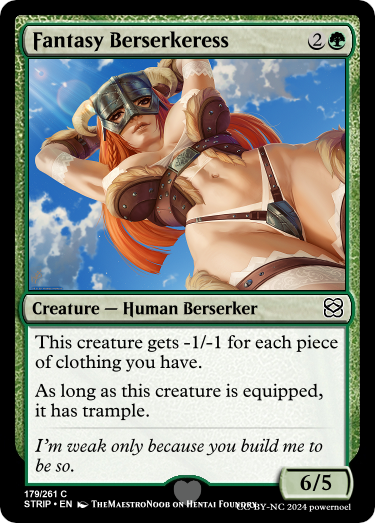 Fantasy Berserkeress 2
Creature — Human Berserker
This creature gets -1/-1 for each piece
of clothing you have.
As long as this creature is equipped,
it has trample.
I'm weak only because you build me to
be so.
6/5
179/261 C
STRIP • EN TheMaestroNoob on Hentai Foundry
CC-BY-NC 2024 powernoel